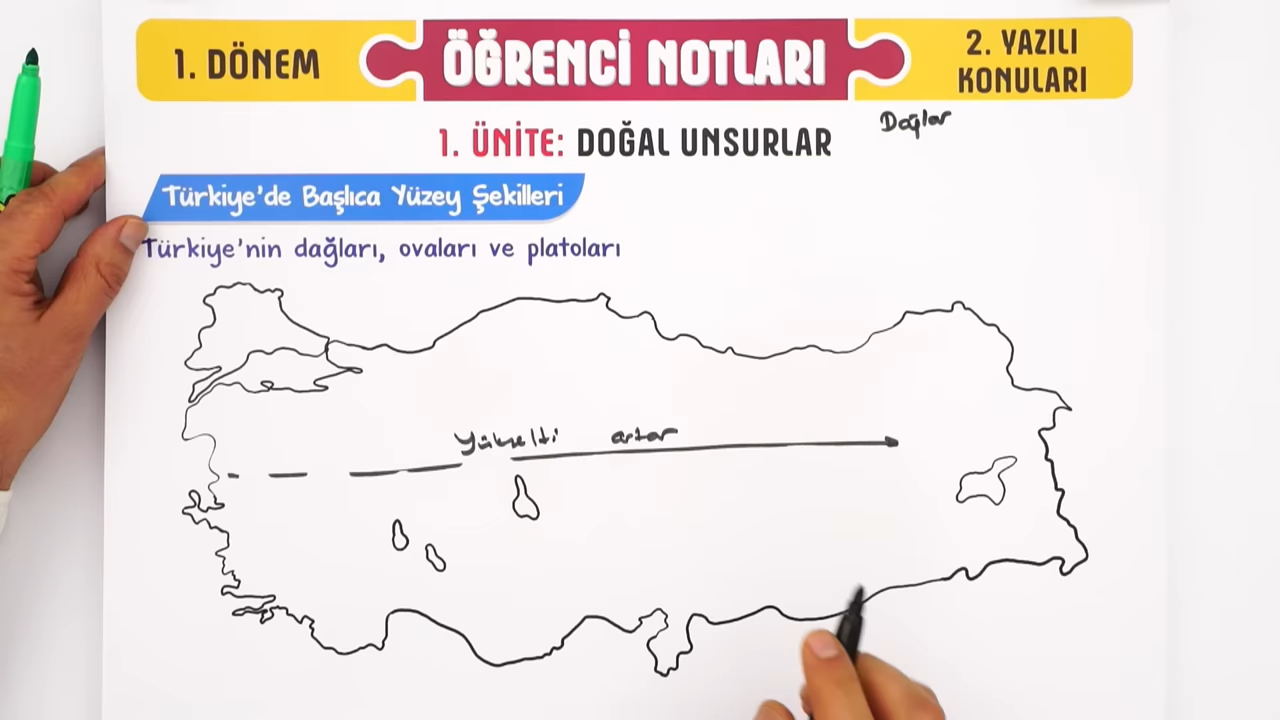 1. DÖNEM
ÖĞRENCİ NOTLARI
2. YAZILI
KONULARI
Dağlar
1. ÜNİTE: DOĞAL UNSURLAR
Türkiye'de Başlıca Yüzey Şekilleri
Türkiye'nin dağları, ovaları ve platoları
Yükselti artar